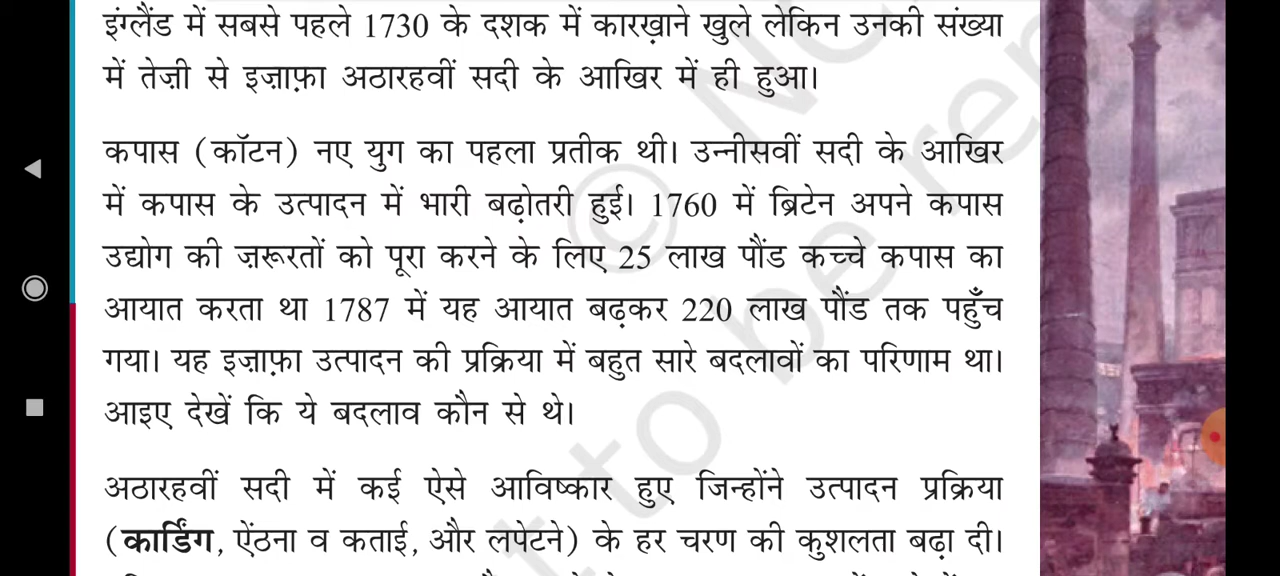 इंग्लैंड में सबसे पहले 1730 के दशक में कारख़ाने खुले लेकिन उनकी संख्या
में तेज़ी से इज़ाफ़ा अठारहवीं सदी के आखिर में ही हुआ।
कपास (कॉटन) नए युग का पहला प्रतीक थी। उन्नीसवीं सदी के आखिर
में कपास के उत्पादन में भारी बढ़ोतरी हुई। 1760 में ब्रिटेन अपने कपास
उद्योग की ज़रूरतों को पूरा करने के लिए 25 लाख पौंड कच्चे कपास का
आयात करता था 1787 में यह आयात बढ़कर 220 लाख पौंड तक पहुँच
गया। यह इज़ाफ़ा उत्पादन की प्रक्रिया में बहुत सारे बदलावों का परिणाम था।
आइए देखें कि ये बदलाव कौन से थे।
अठारहवीं सदी में कई ऐसे आविष्कार हुए जिन्होंने उत्पादन प्रक्रिया
(कार्डिंग, ऐंठना व कताई, और लपेटने) के हर चरण की कुशलता बढ़ा दी।